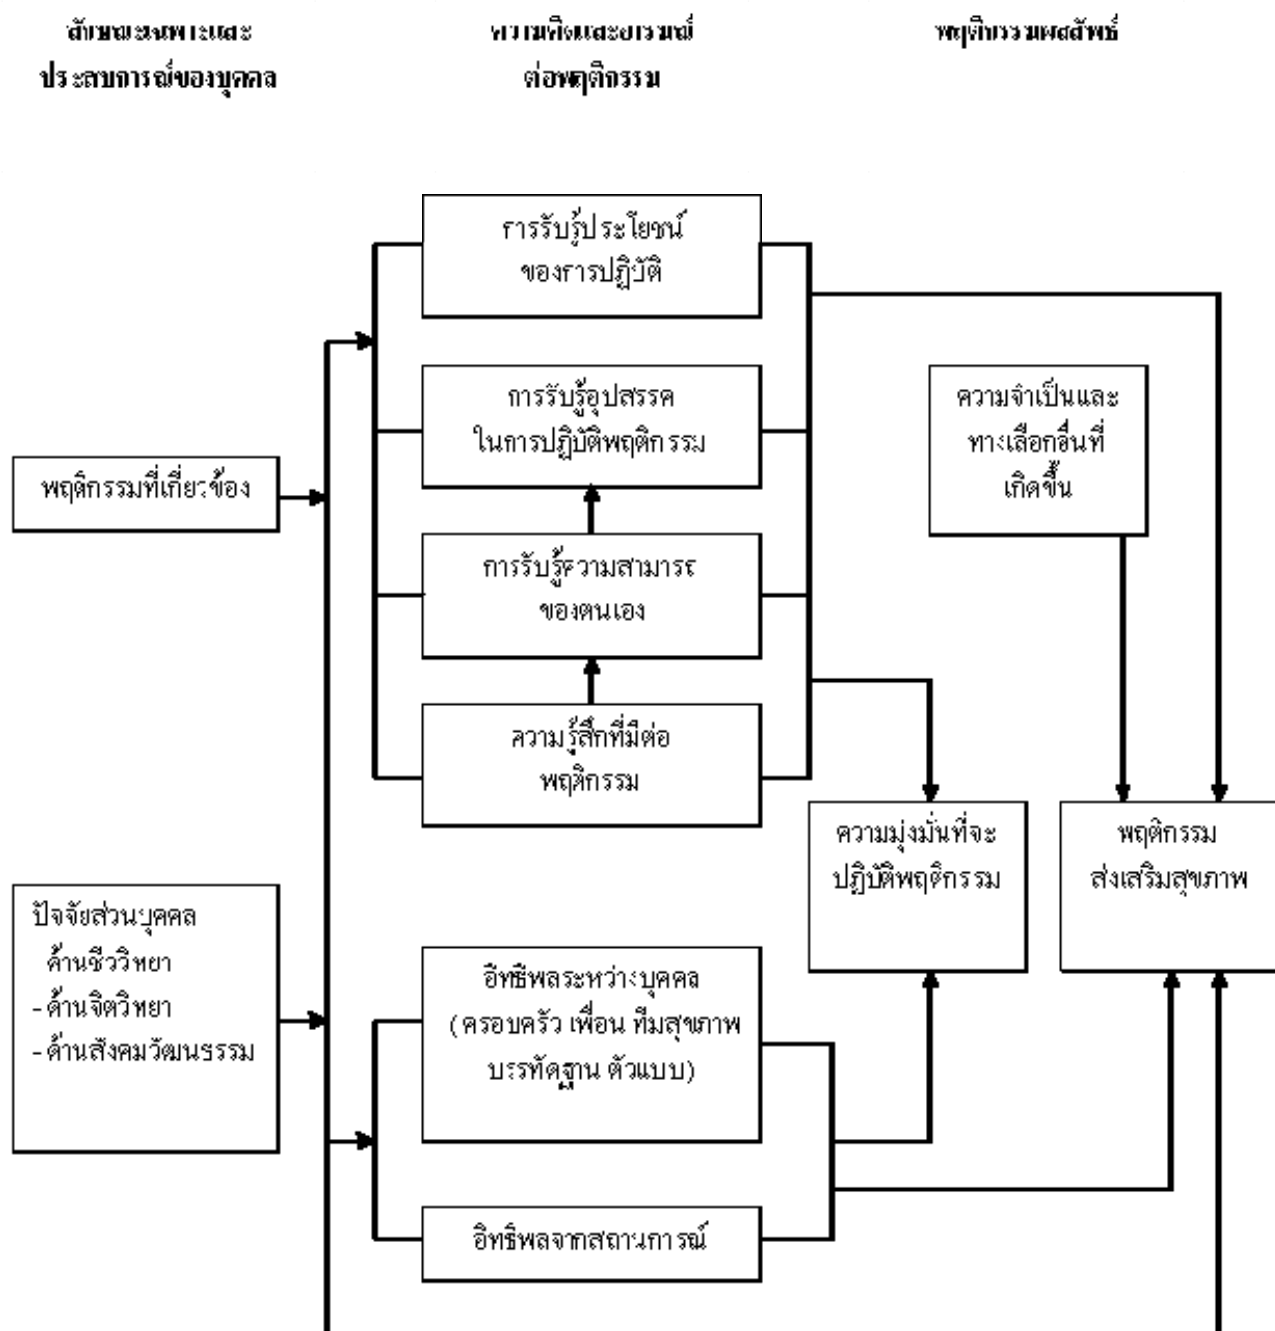 ลักษณะเฉพาะและ
ประสบการณ์ของบุคคล
ความคิดและอารมณ์
ต่อพฤติกรรม
พฤติกรรมผลลัพธ์
การรับรู้ประโยชน์
ของการปฏิบัติ
การรับรู้อุปสรรค
ในการปฏิบัติพฤติกรรม
ความจำเป็นและ
ทางเลือกอื่นที่
เกิดขึ้น
พฤติกรรมที่เกี่ยวข้อง
การรับรู้ความสามารถ
ของตนเอง
ความรู้สึกที่มีต่อ
พฤติกรรม
ความมุ่งมั่นที่จะ
ปฏิบัติพฤติกรรม
พฤติกรรม
ส่งเสริมสุขภาพ
ปัจจัยส่วนบุคคล
ด้านชีววิทยา
-ด้านจิตวิทยา
-ด้านสังคมวัฒนธรรม
อิทธิพลระหว่างบุคคล
(ครอบครัว เพื่อน ทีมสุขภาพ
บรรทัดฐาน ตัวแบบ)
อิทธิพลจากสถานการณ์